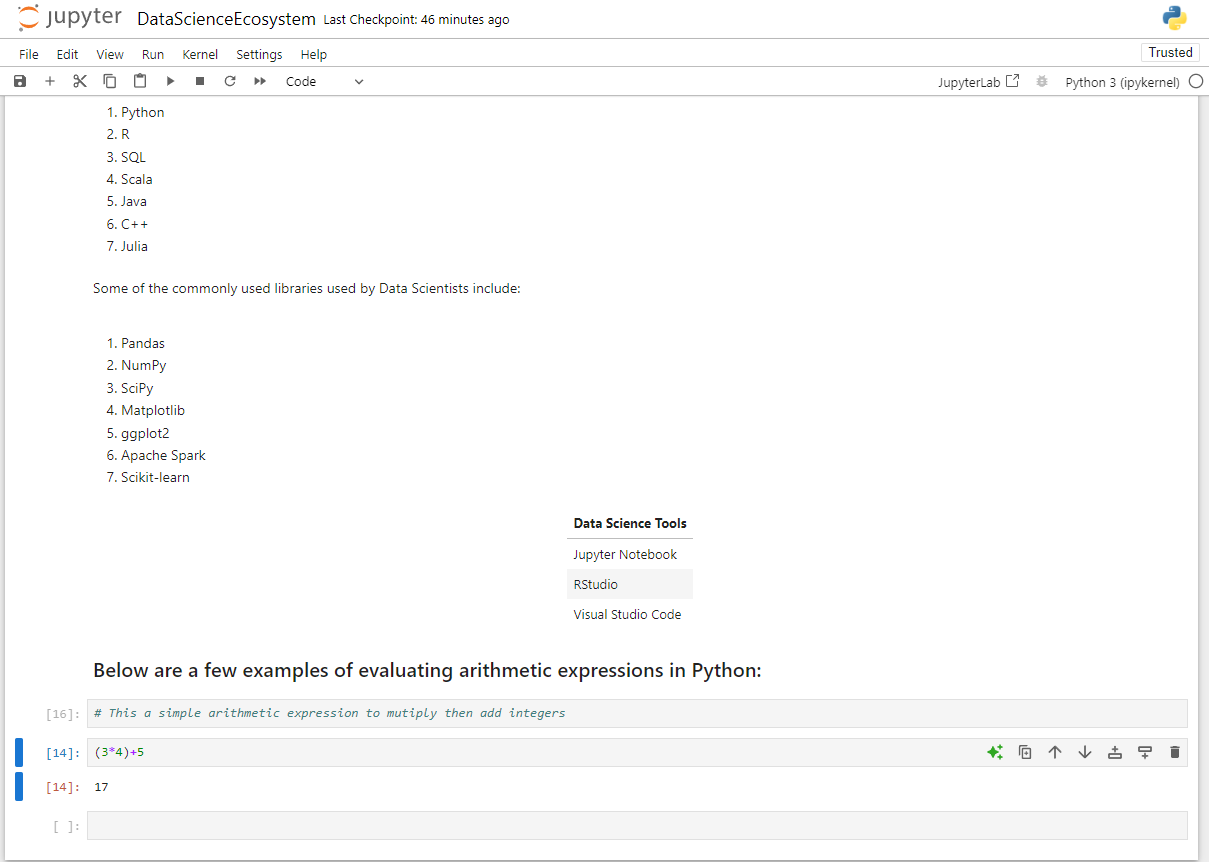 jupyter DataScienceEcosystem Last Checkpoint: 46 minutes ago
File Edit View Run Kernel Settings Help Trusted
Code JupyterLab Python 3 (ipykernel)
1. Python
2. R
3. SQL
4. Scala
5. Java
6. C++
7. Julia
Some of the commonly used libraries used by Data Scientists include:
1. Pandas
2. NumPy
3. SciPy
4. Matplotlib
5. ggplot2
6. Apache Spark
7. Scikit-learn
Data Science Tools
Jupyter Notebook
RStudio
Visual Studio Code
Below are a few examples of evaluating arithmetic expressions in Python:
[16]: # This a simple arithmetic expression to mutiply then add integers
[14]: (3*4)+5
[14]: 17
[ ]: